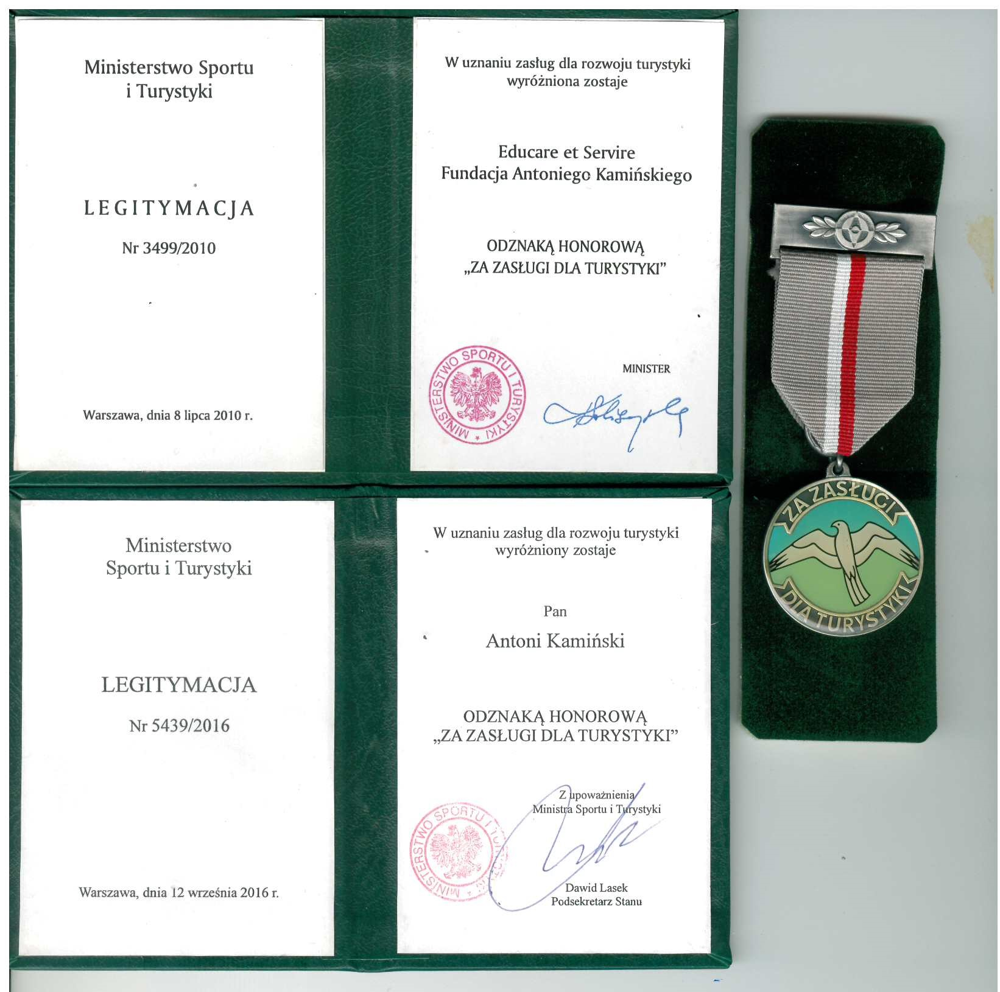 Ministerstwo Sportu
i Turystyki
LEGITYMACJA
Nr 3499/2010
Warszawa, dnia 8 lipca 2010 r.
W uznaniu zasług dla rozwoju turystyki
wyróżniona zostaje
Educare et Servire
Fundacja Antoniego Kamińskiego
ODZNAKĄ HONOROWĄ
„ZA ZASŁUGI DLA TURYSTYKI”
MINISTERSTWO SPORTU I TURYSTYKI *
MINISTER
Ministerstwo
Sportu i Turystyki
LEGITYMACJA
Nr 5439/2016
Warszawa, dnia 12 września 2016 r.
W uznaniu zasług dla rozwoju turystyki
wyróżniony zostaje
Pan
Antoni Kamiński
ODZNAKĄ HONOROWĄ
„ZA ZASŁUGI DLA TURYSTYKI”
Z upoważnienia
Ministra Sportu i Turystyki
MINISTERSTWO SPORTU I
Dawid Lasek
Podsekretarz Stanu
ZA ZASŁUGI
DLA TURYSTYKI